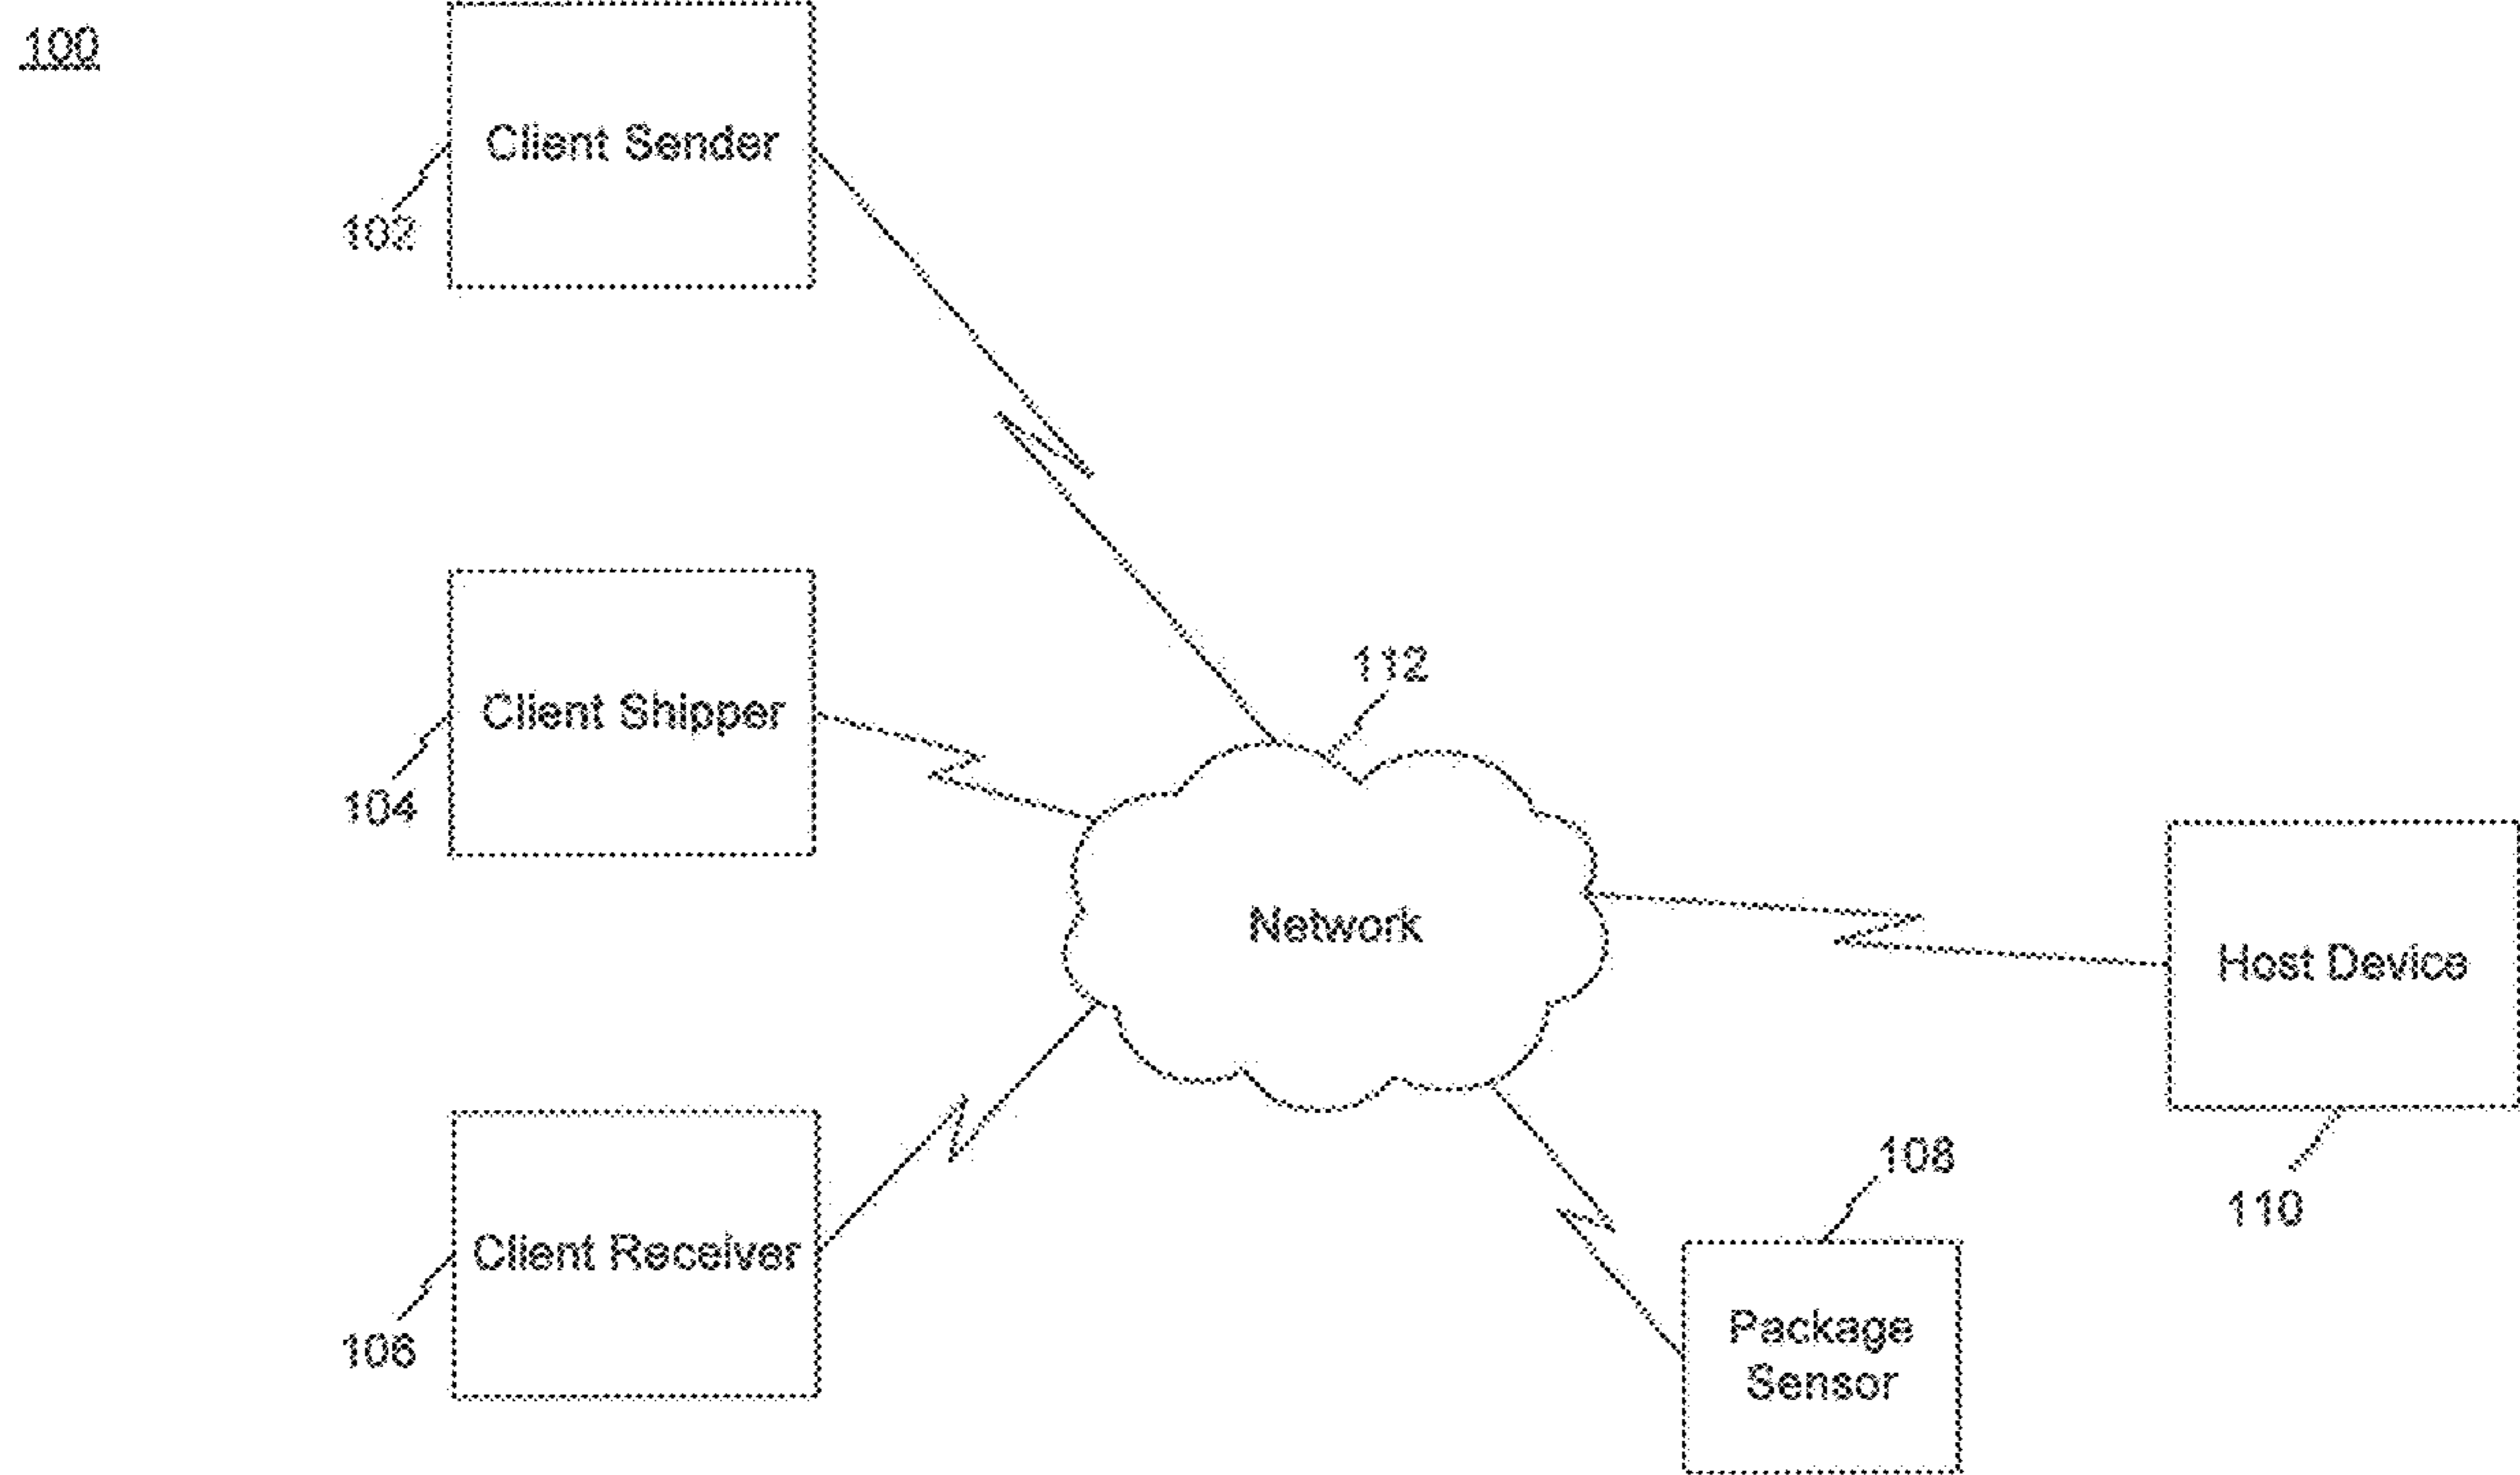 100
Client Sender
102
Client Shipper
104
112
Network
Host Device
110
Client Receiver
106
108
Package
Sensor